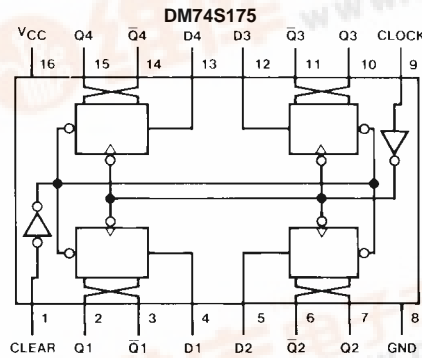 DM74S175
VCC Q4 Q̅4 D4 D3 Q̅3 Q3 CLOCK
16 15 14 13 12 11 10 9
1 2 3 4 5 6 7 8
CLEAR Q1 Q̅1 D1 D2 Q̅2 Q2 GND